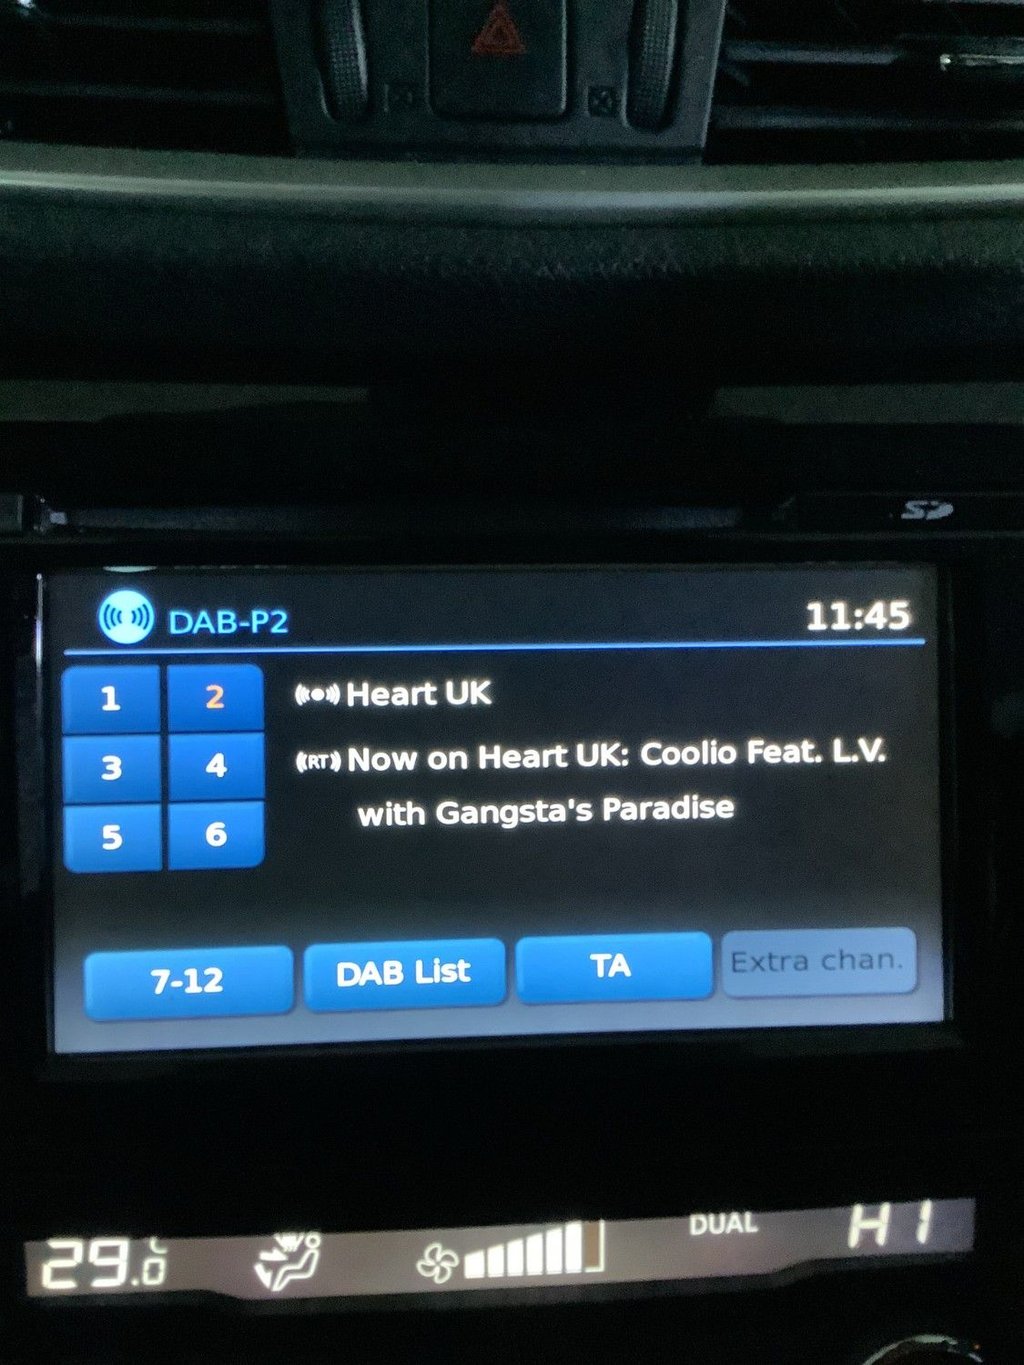 SD
DAB-P2
11:45
1 2
3 4
5 6
Heart UK
RT Now on Heart UK: Coolio Feat. L.V.
with Gangsta's Paradise
7-12 DAB List TA Extra chan.
29.0 °C DUAL HI